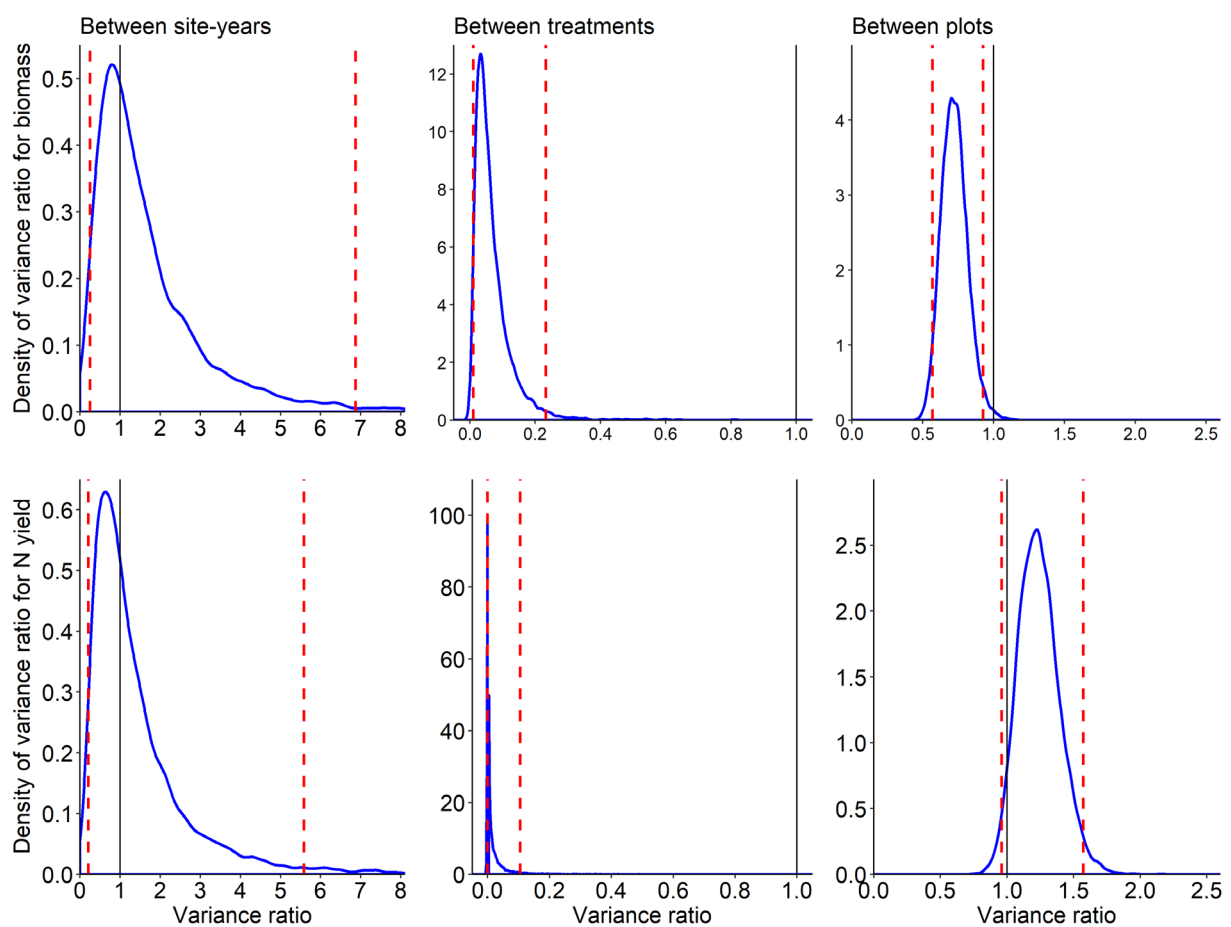 Between site-years
Between treatments
Between plots
Density of variance ratio for biomass
0.5
0.4
0.3
0.2
0.1
0.0
0 1 2 3 4 5 6 7 8
12
10
8
6
4
2
0
0.0 0.2 0.4 0.6 0.8 1.0
4
3
2
1
0
0.0 0.5 1.0 1.5 2.0 2.5
Density of variance ratio for N yield
0.6
0.5
0.4
0.3
0.2
0.1
0.0
0 1 2 3 4 5 6 7 8
Variance ratio
100
80
60
40
20
0
0.0 0.2 0.4 0.6 0.8 1.0
Variance ratio
2.5
2.0
1.5
1.0
0.5
0.0
0.0 0.5 1.0 1.5 2.0 2.5
Variance ratio